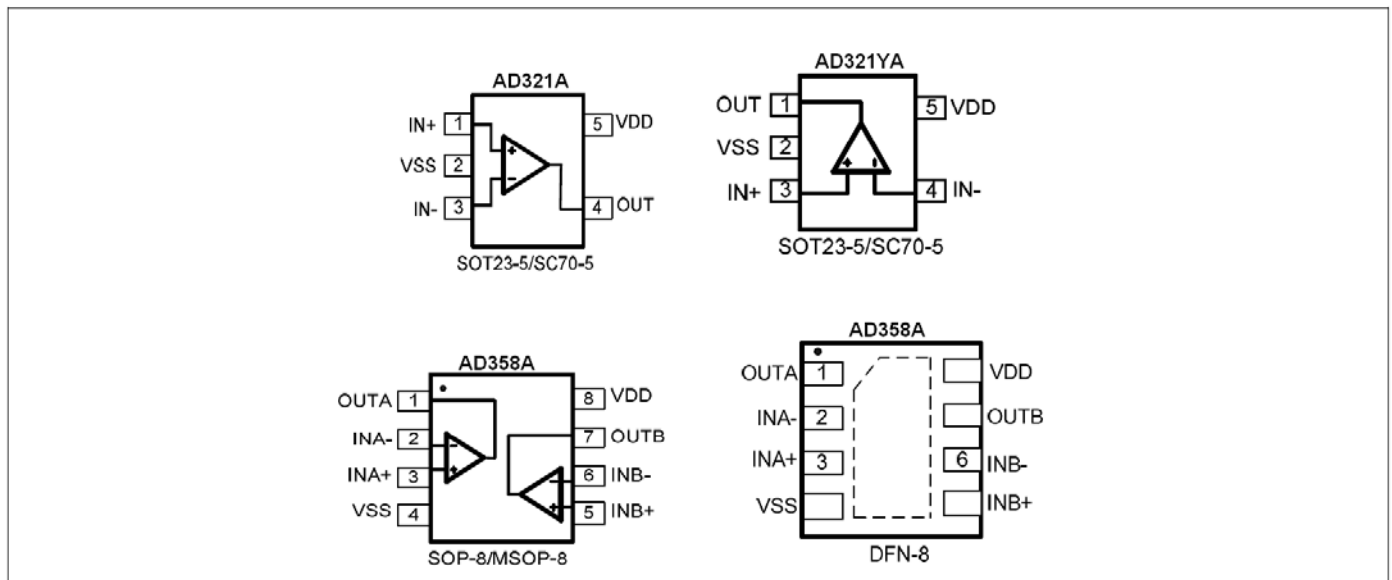 AD321A
IN+ 1
5 VDD
+
VSS 2
−
IN- 3
4 OUT
SOT23-5/SC70-5
AD321YA
OUT 1
5 VDD
VSS 2
+ −
IN+ 3
4 IN-
SOT23-5/SC70-5
AD358A
OUTA 1
8 VDD
INA- 2
−
7 OUTB
INA+ 3
+
6 INB-
−
VSS 4
5 INB+
+
SOP-8/MSOP-8
AD358A
OUTA 1
VDD
INA- 2
OUTB
INA+ 3
6 INB-
VSS
INB+
DFN-8